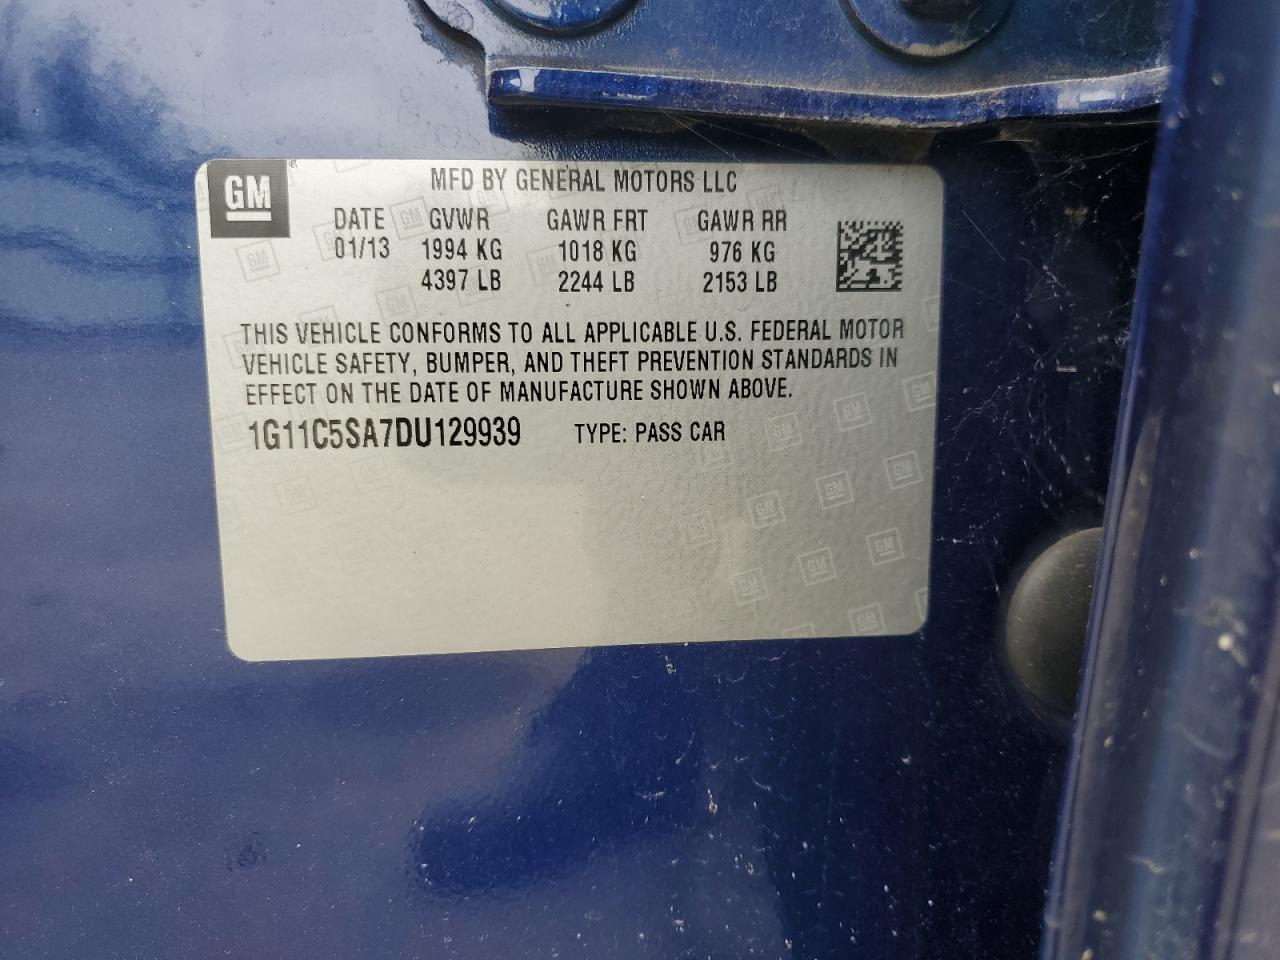 GM MFD BY GENERAL MOTORS LLC
DATE GVWR GAWR FRT GAWR RR
01/13 1994 KG 1018 KG 976 KG
4397 LB 2244 LB 2153 LB
THIS VEHICLE CONFORMS TO ALL APPLICABLE U.S. FEDERAL MOTOR
VEHICLE SAFETY, BUMPER, AND THEFT PREVENTION STANDARDS IN
EFFECT ON THE DATE OF MANUFACTURE SHOWN ABOVE.
1G11C5SA7DU129939 TYPE: PASS CAR